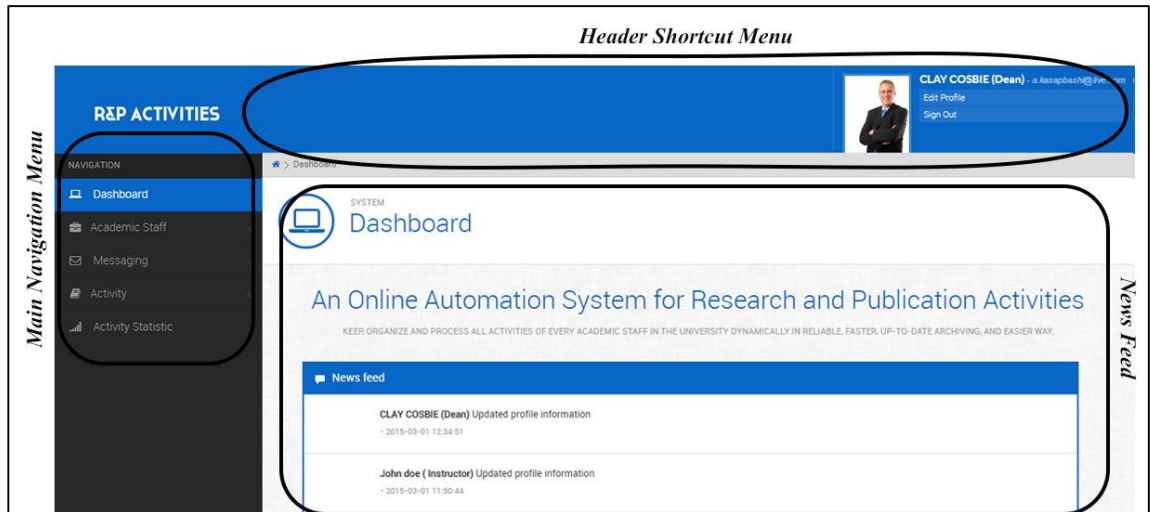 Header Shortcut Menu
CLAY COSBIE (Dean) - a.kasapbashi@live.com
Edit Profile
Sign Out
R&P ACTIVITIES
Main Navigation Menu
NAVIGATION
> Dashboard
Dashboard
Academic Staff
Messaging
Activity
Activity Statistic
SYSTEM
Dashboard
An Online Automation System for Research and Publication Activities
KEEP, ORGANIZE AND PROCESS ALL ACTIVITIES OF EVERY ACADEMIC STAFF IN THE UNIVERSITY DYNAMICALLY IN RELIABLE, FASTER, UP-TO-DATE ARCHIVING, AND EASIER WAY.
News Feed
News feed
CLAY COSBIE (Dean) Updated profile information
- 2015-03-01 12:34:51
John doe ( Instructor) Updated profile information
- 2015-03-01 11:50:44